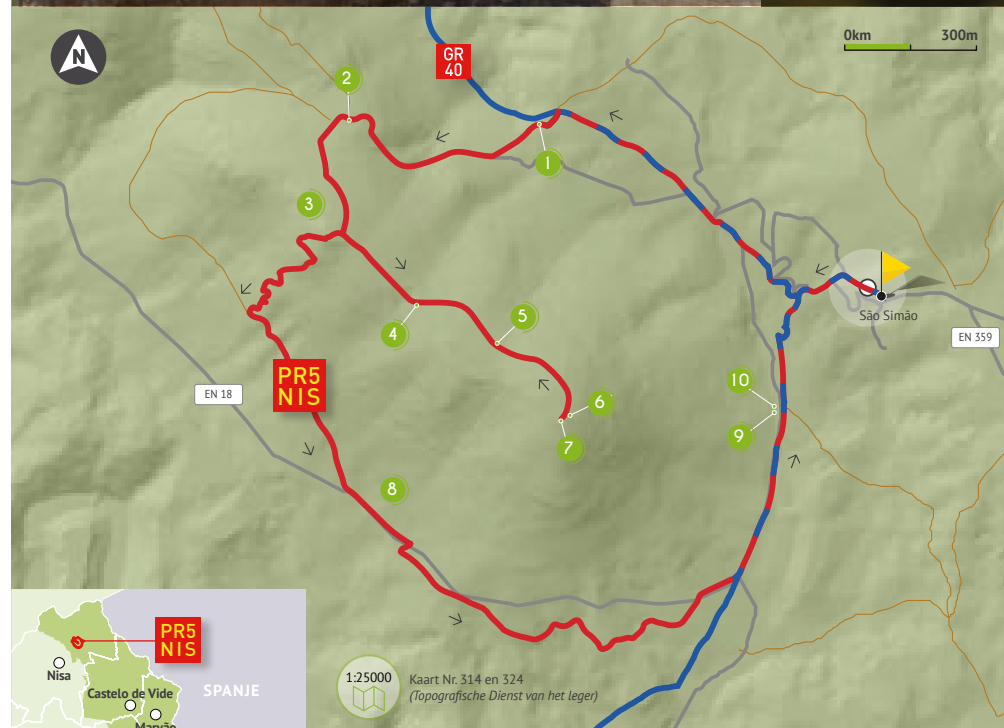 0km 300m
N
GR
40
2
1
3
São Simão
5
4
EN 359
PR5
NIS
10
EN 18
6
9
7
8
PR5
NIS
Nisa
1:25000
Kaart Nr. 314 en 324
(Topografische Dienst van het leger)
Castelo de Vide
SPANJE
Marvão